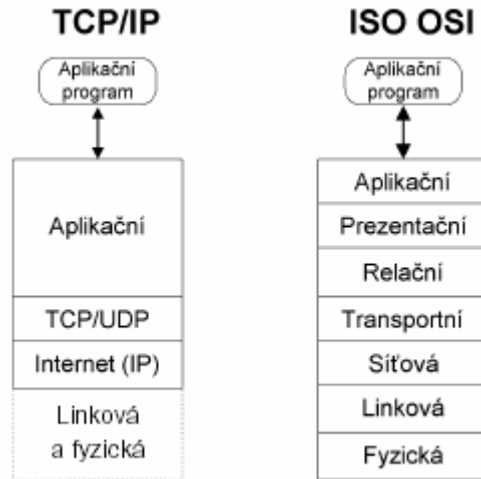 TCP/IP
Aplikační
program
Aplikační
TCP/UDP
Internet (IP)
Linková
a fyzická
ISO OSI
Aplikační
program
Aplikační
Prezentační
Relační
Transportní
Síťová
Linková
Fyzická